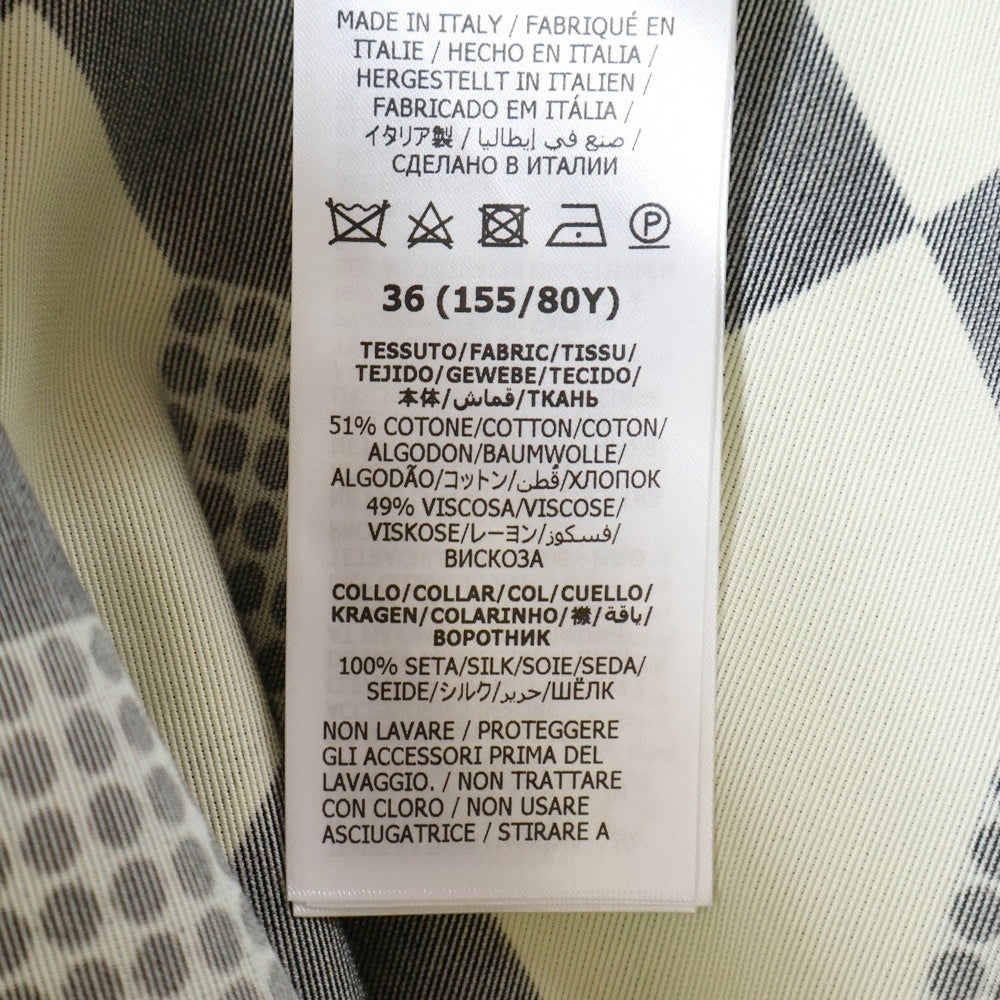 MADE IN ITALY / FABRIQUÉ EN
ITALIE / HECHO EN ITALIA /
HERGESTELLT IN ITALIEN /
FABRICADO EM ITÁLIA /
イタリア製 / صنع في إيطاليا /
СДЕЛАНО В ИТАЛИИ
P
36 (155/80Y)
TESSUTO/FABRIC/TISSU/
TEJIDO/GEWEBE/TECIDO/
本体/قماش/ТКАНЬ
51% COTONE/COTTON/COTON/
ALGODON/BAUMWOLLE/
ALGODÃO/コットン/قطن/ХЛОПОК
49% VISCOSA/VISCOSE/
VISKOSE/レーヨン/فسكوز/
ВИСКОЗА
COLLO/COLLAR/COL/CUELLO/
KRAGEN/COLARINHO/襟/ياقة/
ВОРОТНИК
100% SETA/SILK/SOIE/SEDA/
SEIDE/シルク/حرير/ШЁЛК
NON LAVARE / PROTEGGERE
GLI ACCESSORI PRIMA DEL
LAVAGGIO. / NON TRATTARE
CON CLORO / NON USARE
ASCIUGATRICE / STIRARE A